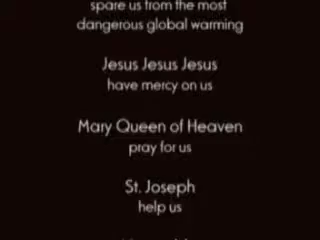 spare us from the most
dangerous global warming
Jesus Jesus Jesus
have mercy on us
Mary Queen of Heaven
pray for us
St. Joseph
help us